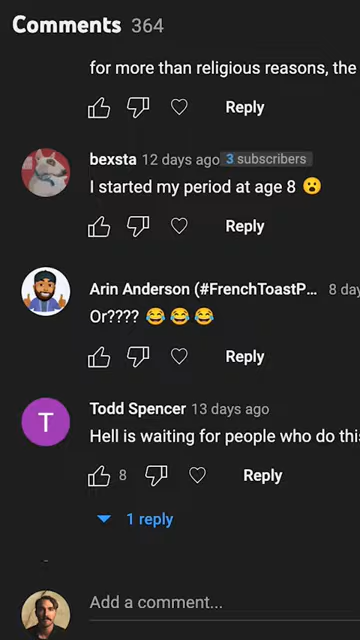 Comments 364
for more than religious reasons, the
Reply
bexsta 12 days ago 3 subscribers
I started my period at age 8 😮
Reply
Arin Anderson (#FrenchToastP... 8 day
Or???? 😂😂😂
Reply
T
Todd Spencer 13 days ago
Hell is waiting for people who do this
8 Reply
1 reply
Add a comment...